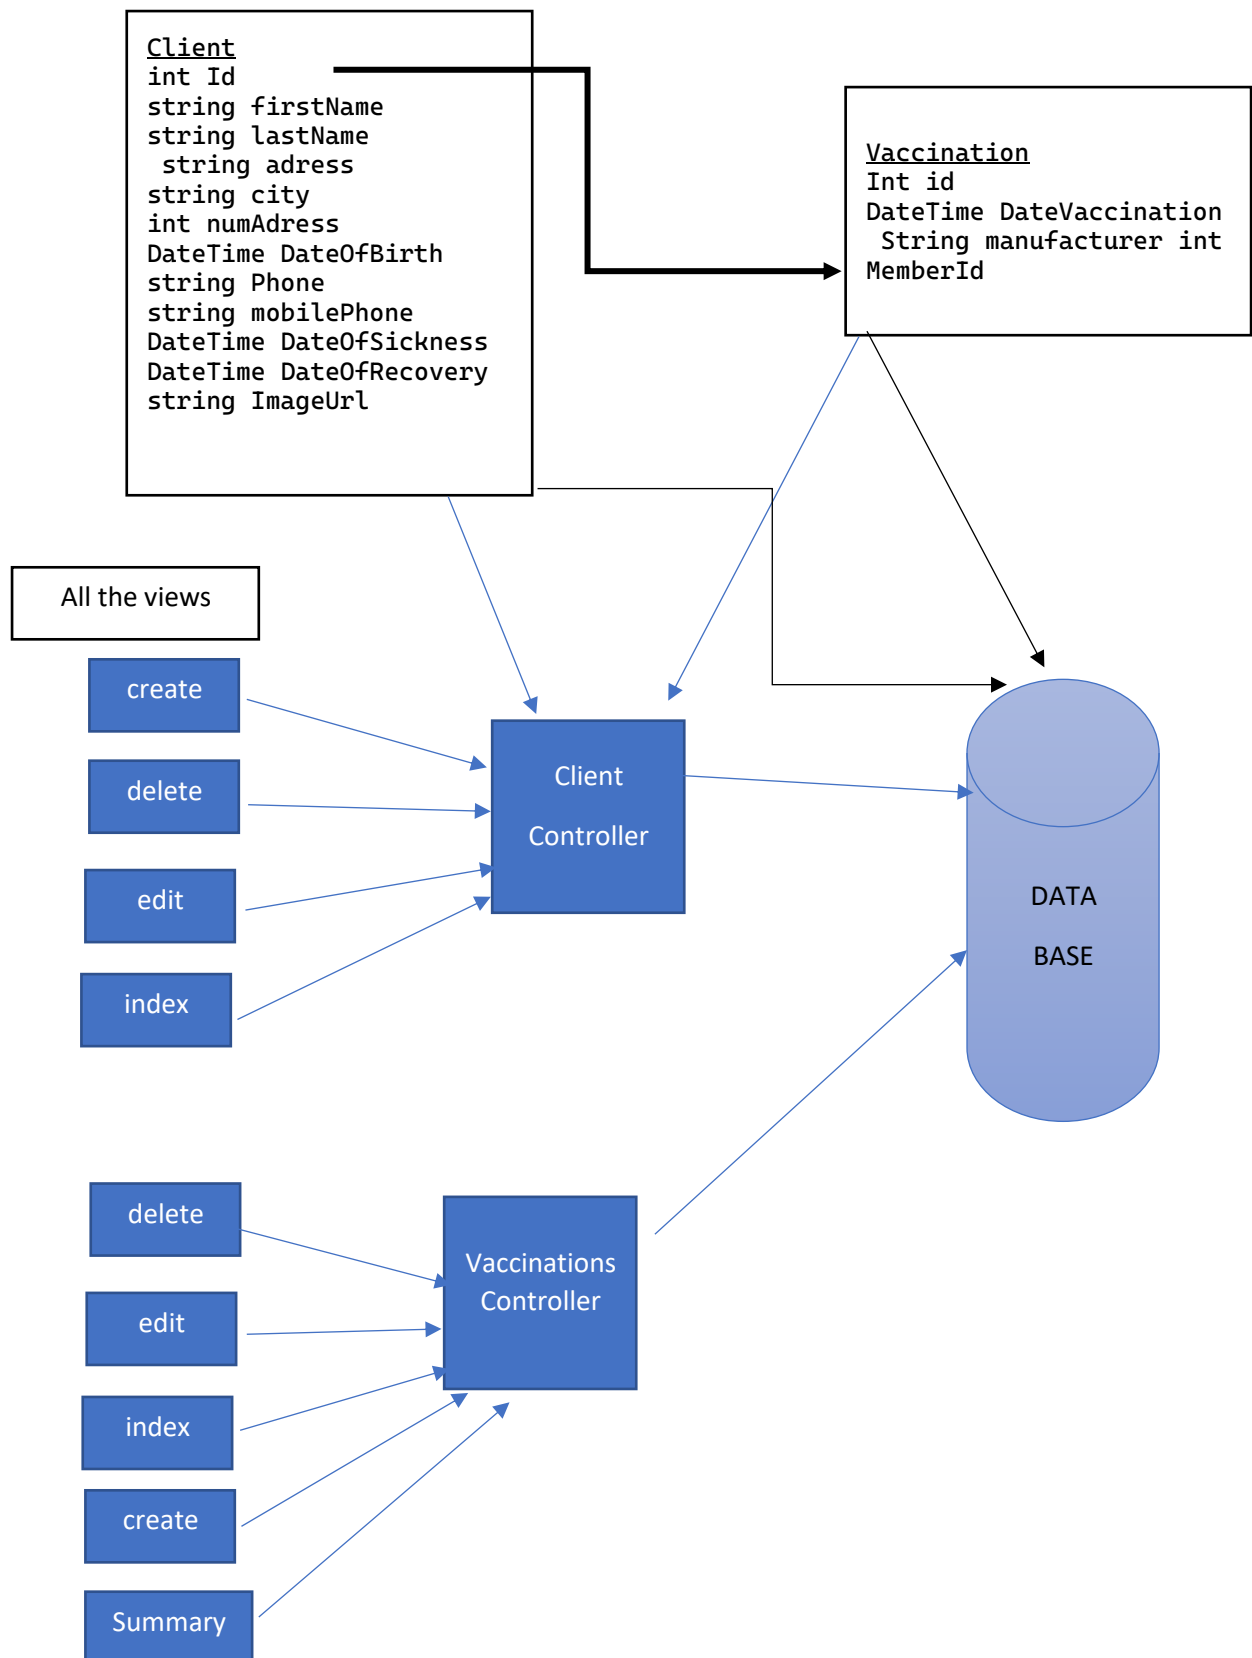 Client
int Id
string firstName
string lastName
string adress
string city
int numAdress
DateTime DateOfBirth
string Phone
string mobilePhone
DateTime DateOfSickness
DateTime DateOfRecovery
string ImageUrl
Vaccination
Int id
DateTime DateVaccination
String manufacturer int
MemberId
All the views
create
delete
edit
index
Client
Controller
DATA
BASE
delete
edit
index
create
Summary
Vaccinations
Controller